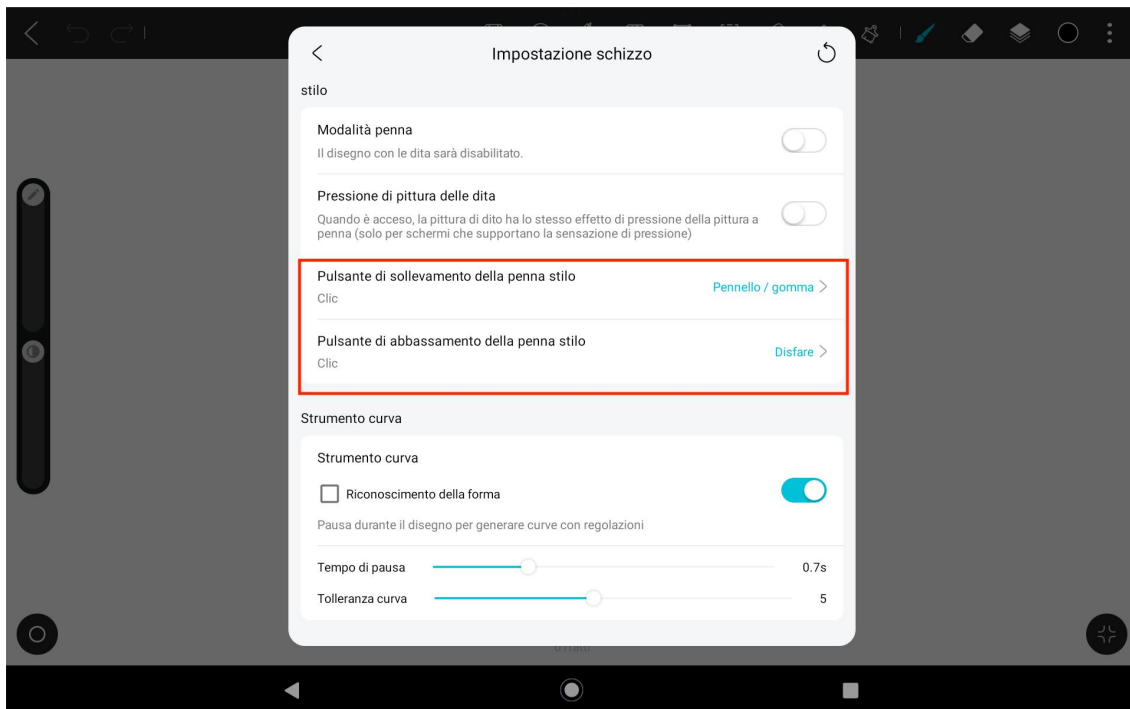 Impostazione schizzo
stilo
Modalità penna
Il disegno con le dita sarà disabilitato.
Pressione di pittura delle dita
Quando è acceso, la pittura di dito ha lo stesso effetto di pressione della pittura a
penna (solo per schermi che supportano la sensazione di pressione)
Pulsante di sollevamento della penna stilo
Clic
Pennello / gomma
Pulsante di abbassamento della penna stilo
Clic
Disfare
Strumento curva
Strumento curva
Riconoscimento della forma
Pausa durante il disegno per generare curve con regolazioni
Tempo di pausa 0.7s
Tolleranza curva 5